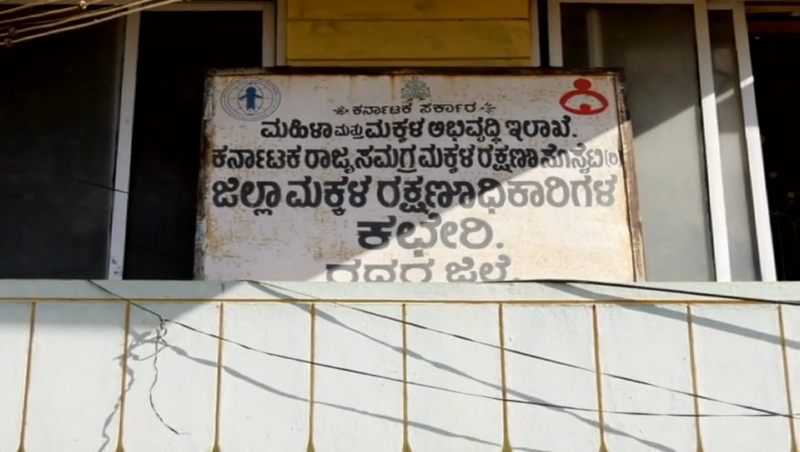 ಕರ್ನಾಟಕ ಸರ್ಕಾರ
ಮಹಿಳಾ ಮತ್ತು ಮಕ್ಕಳ ಅಭಿವೃದ್ಧಿ ಇಲಾಖೆ.
ಕರ್ನಾಟಕ ರಾಜ್ಯ ಸಮಗ್ರ ಮಕ್ಕಳ ರಕ್ಷಣಾ ಸೊಸೈಟಿ(ರಿ)
ಜಿಲ್ಲಾ ಮಕ್ಕಳ ರಕ್ಷಣಾಧಿಕಾರಿಗಳ
ಕಛೇರಿ.
ಜಿಲ್ಲೆ.